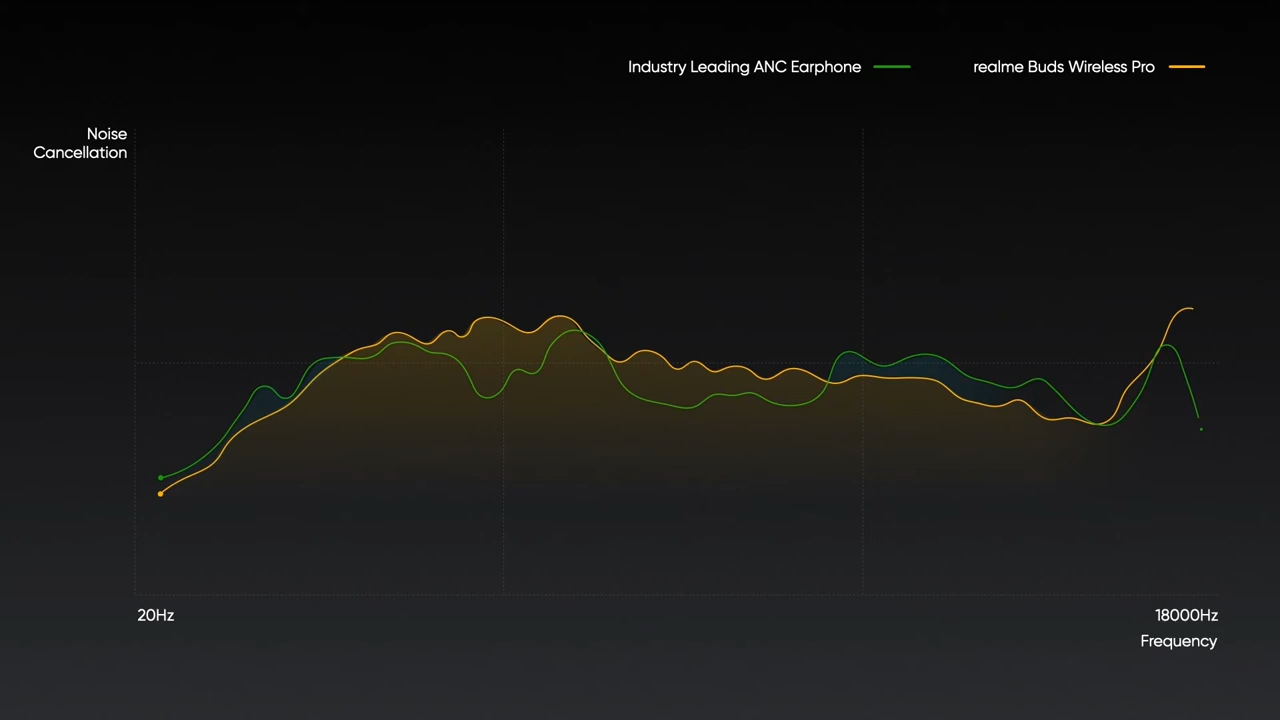 Industry Leading ANC Earphone
realme Buds Wireless Pro
Noise
Cancellation
20Hz
18000Hz
Frequency